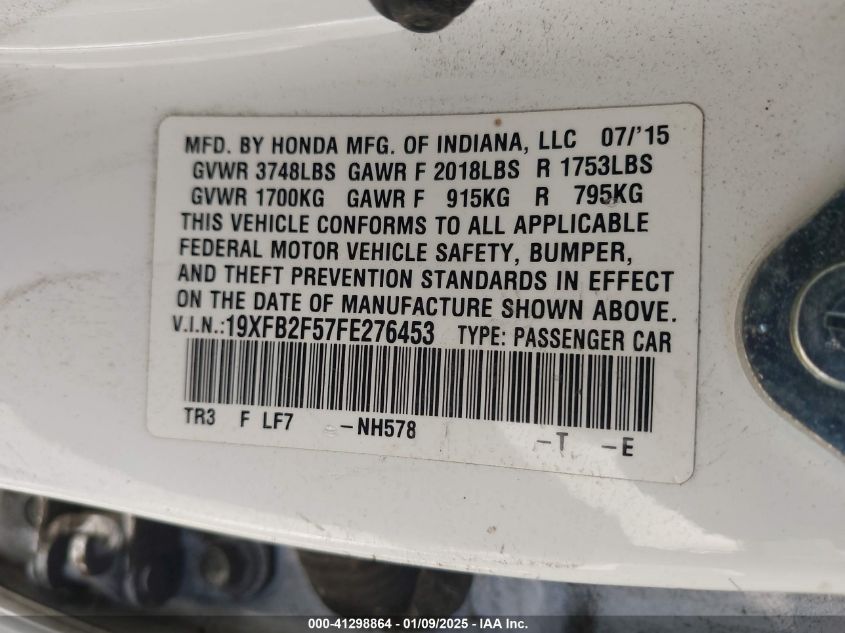 MFD. BY HONDA MFG. OF INDIANA, LLC 07/'15
GVWR 3748LBS GAWR F 2018LBS R 1753LBS
GVWR 1700KG GAWR F 915KG R 795KG
THIS VEHICLE CONFORMS TO ALL APPLICABLE
FEDERAL MOTOR VEHICLE SAFETY, BUMPER,
AND THEFT PREVENTION STANDARDS IN EFFECT
ON THE DATE OF MANUFACTURE SHOWN ABOVE.
V.I.N.:19XFB2F57FE276453 TYPE: PASSENGER CAR
TR3 F LF7 -NH578 -T -E
000-41298864 - 01/09/2025 - IAA Inc.